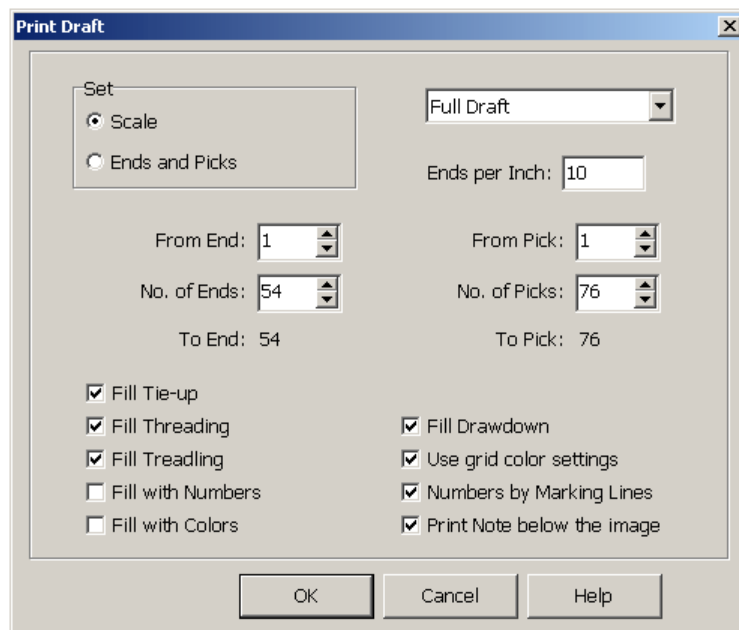 Print Draft
Set
Scale
Full Draft
Ends and Picks
Ends per Inch: 10
From End: 1
From Pick: 1
No. of Ends: 54
No. of Picks: 76
To End: 54
To Pick: 76
Fill Tie-up
Fill Threading
Fill Drawdown
Fill Treadling
Use grid color settings
Fill with Numbers
Numbers by Marking Lines
Fill with Colors
Print Note below the image
OK
Cancel
Help